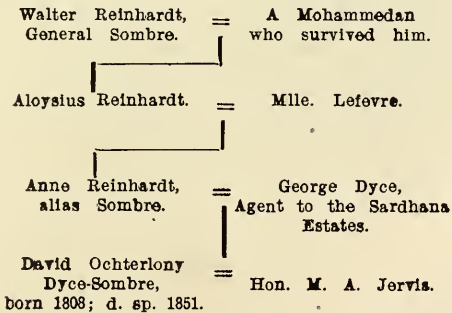 Walter Reinhardt,
General Sombre.
=
A Mohammedan
who survived him.
Aloysius Reinhardt.
=
Mlle. Lefevre.
Anne Reinhardt,
alias Sombre.
=
George Dyce,
Agent to the Sardhana
Estates.
David Ochterlony
Dyce-Sombre,
born 1808; d. sp. 1851.
=
Hon. M. A. Jervis.